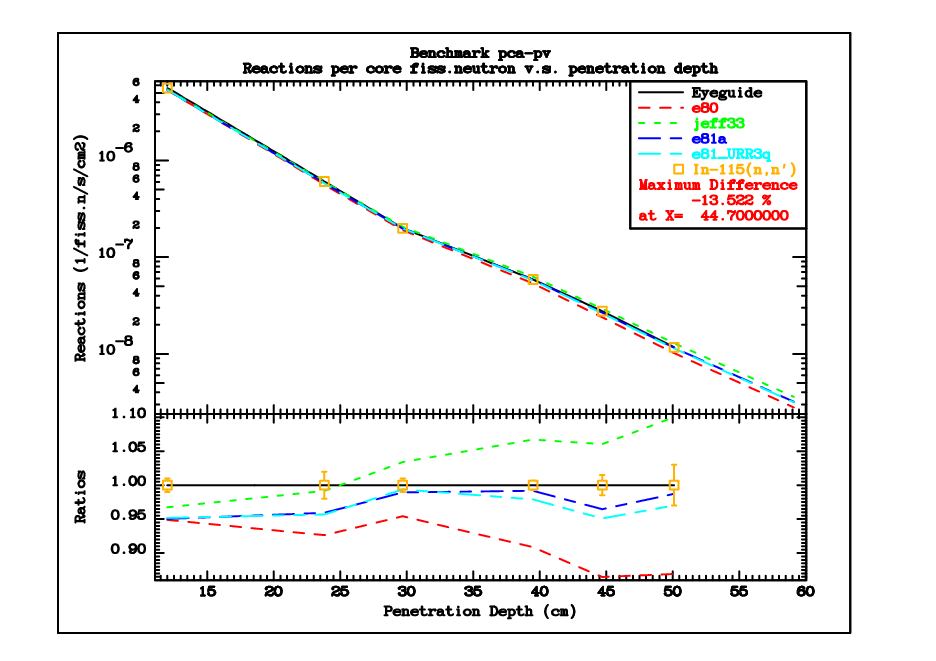 Benchmark pca-pv
Reactions per core fiss.neutron v.s. penetration depth
Eyeguide
e80
jeff33
e81a
e81_URR3q
In-115(n,n')
Maximum Difference
-13.522 %
at X= 44.7000000
Reactions (1/fiss.n/s/cm2)
6
4
2
10-6
8
6
4
2
10-7
8
6
4
2
10-8
8
6
4
Ratios
1.10
1.05
1.00
0.95
0.90
15 20 25 30 35 40 45 50 55 60
Penetration Depth (cm)